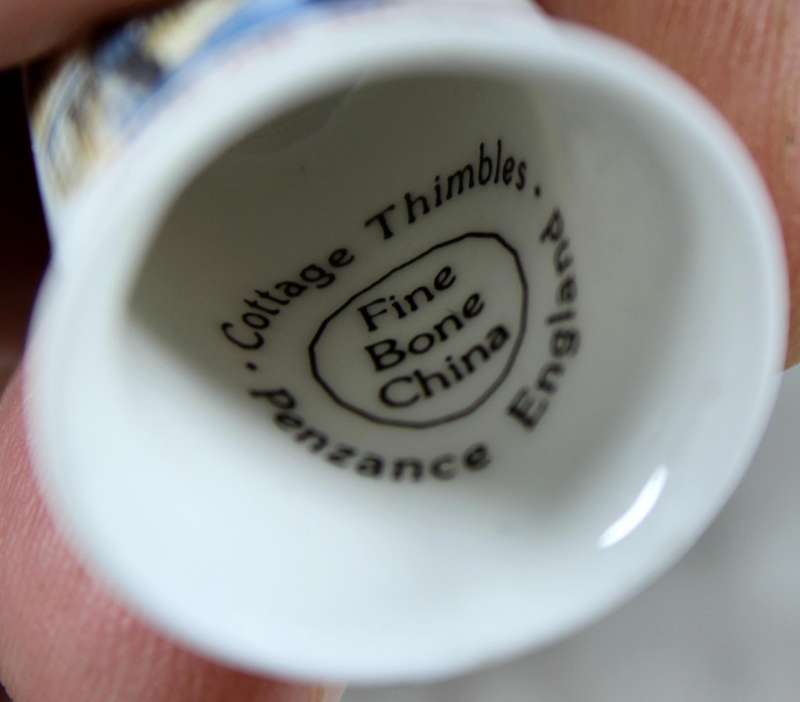 Cottage Thimbles
Fine
Bone
China
Penzance England